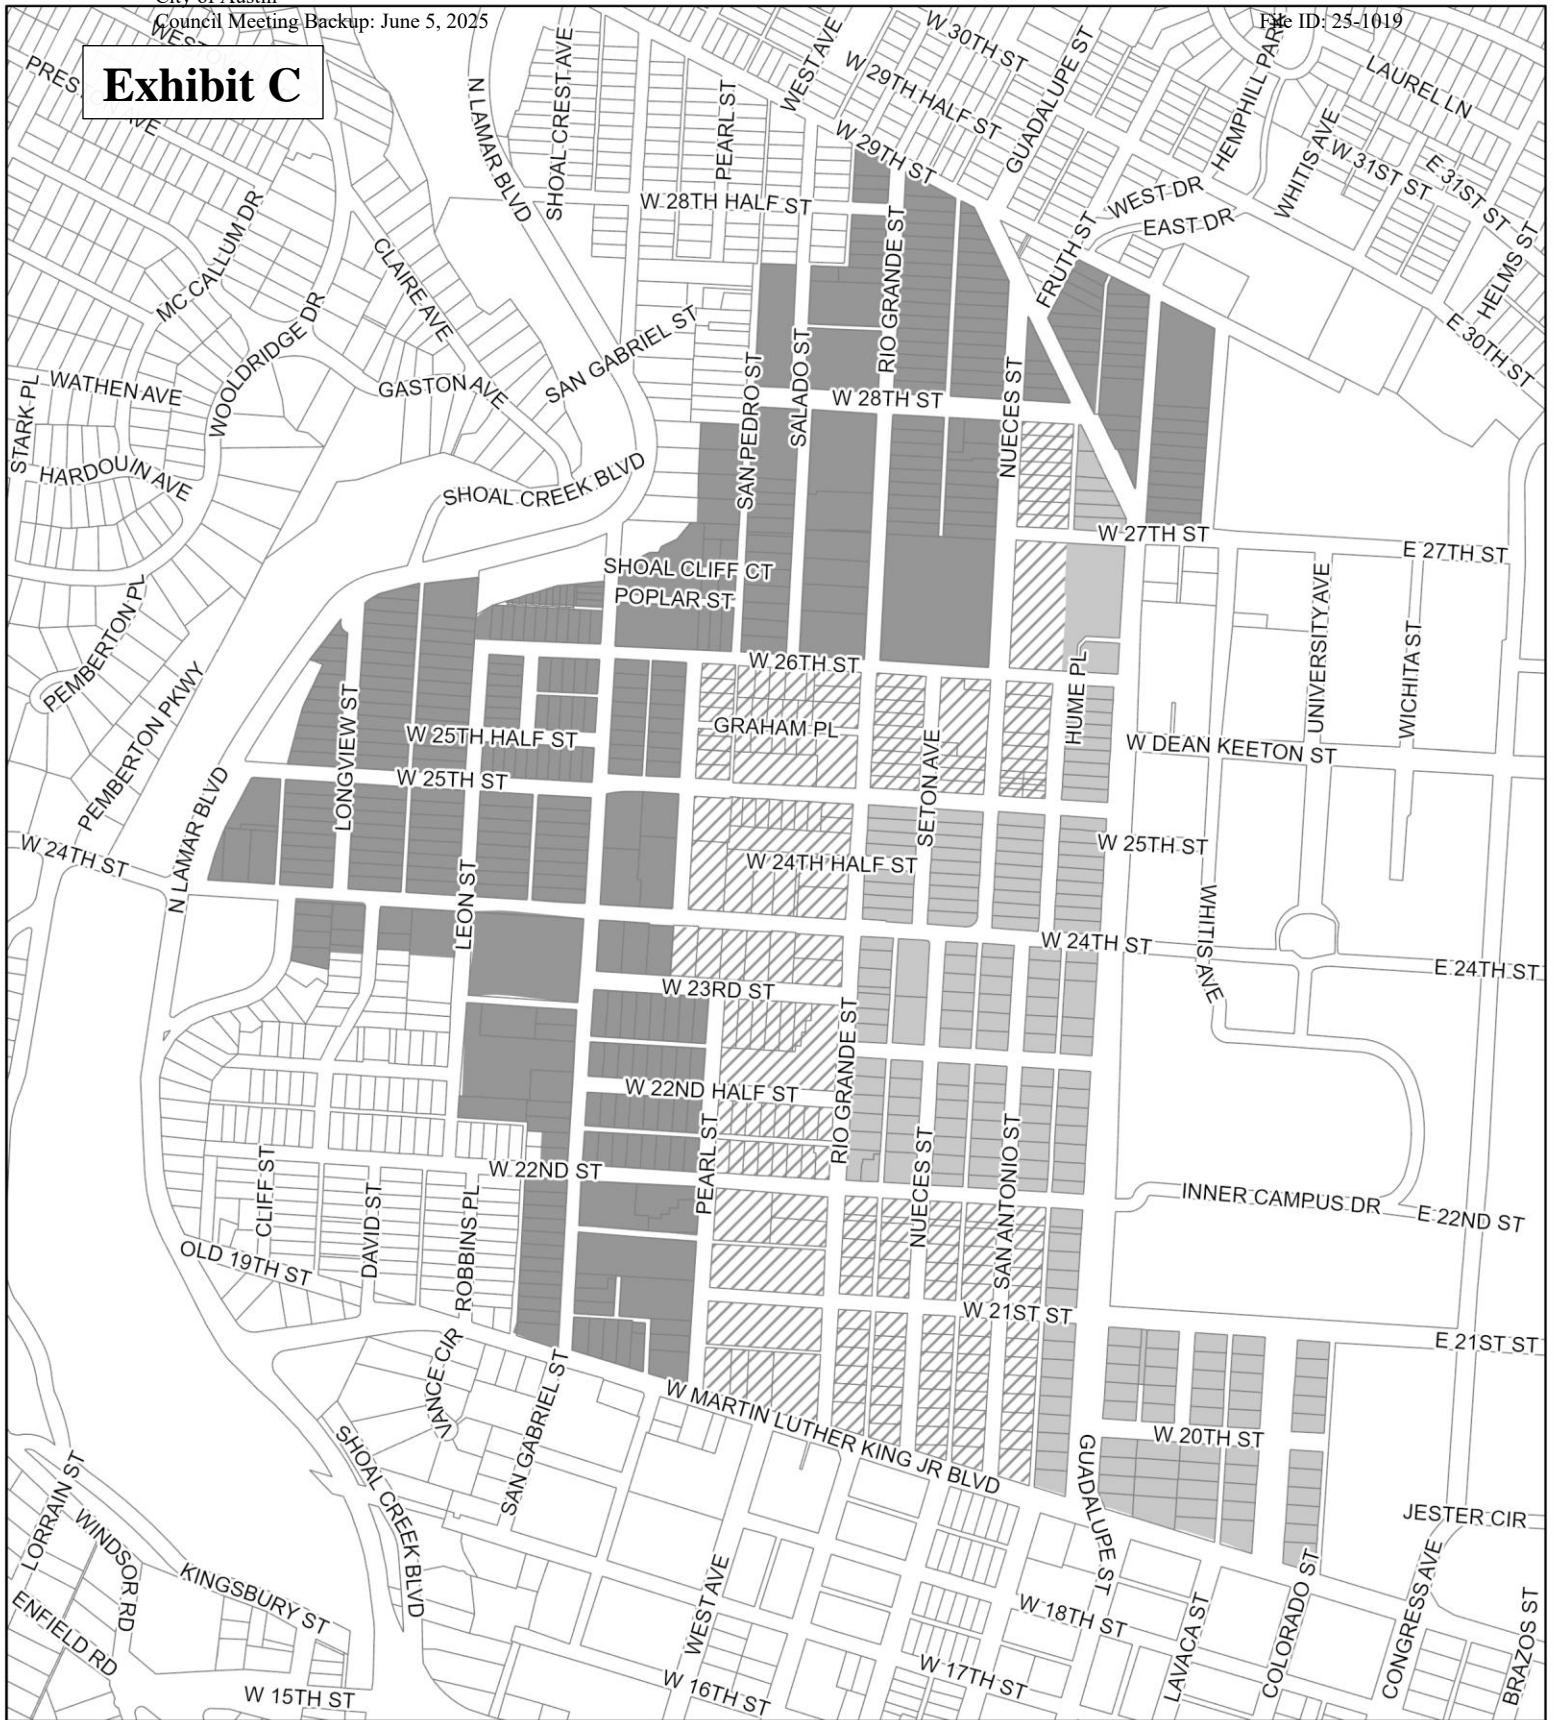 City of Austin
Council Meeting Backup: June 5, 2025
File ID: 25-1019
Exhibit C
W 30TH ST
WEST AVE
SHOAL CREST AVE
GUADALUPE ST
HEMPHILL PARK
W 29TH HALF ST
LAUREL LN
N LAMAR BLVD
PEARL ST
W 29TH ST
WHITIS AVE
W 31ST ST
E 31ST ST
WEST DR
W 28TH HALF ST
EAST DR
MC CALLUM DR
CLAIRE AVE
RIO GRANDE ST
FRUTH ST
HELMS ST
WOOLDRIDGE DR
SAN GABRIEL ST
E 30TH ST
WATHEN AVE
GASTON AVE
SALADO ST
SAN PEDRO ST
W 28TH ST
NUECES ST
STARK PL
HARDOUIN AVE
SHOAL CREEK BLVD
W 27TH ST
E 27TH ST
SHOAL CLIFF CT
POPLAR ST
PEMBERTON PL
UNIVERSITY AVE
WICHITA ST
W 26TH ST
HUME PL
PEMBERTON PKWY
LONGVIEW ST
W 25TH HALF ST
GRAHAM PL
SETON AVE
W DEAN KEETON ST
W 25TH ST
N LAMAR BLVD
W 24TH ST
W 25TH ST
W 24TH HALF ST
LEON ST
WHITIS AVE
W 24TH ST
E 24TH ST
W 23RD ST
RIO GRANDE ST
W 22ND HALF ST
PEARL ST
NUECES ST
SAN ANTONIO ST
W 22ND ST
CLIFF ST
DAVID ST
ROBBINS PL
INNER CAMPUS DR
E 22ND ST
OLD 19TH ST
W 21ST ST
E 21ST ST
VANCE CIR
SAN GABRIEL ST
W MARTIN LUTHER KING JR BLVD
W 20TH ST
SHOAL CREEK BLVD
GUADALUPE ST
LORRAIN ST
WINDSOR RD
JESTER CIR
KINGSBURY ST
ENFIELD RD
WEST AVE
W 18TH ST
LAVACA ST
COLORADO ST
CONGRESS AVE
BRAZOS ST
W 17TH ST
W 16TH ST
W 15TH ST